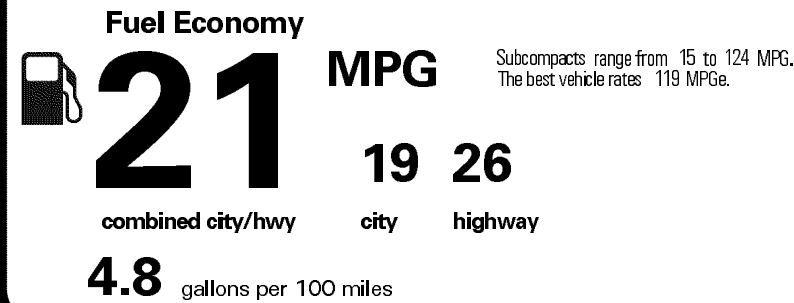 Fuel Economy
21 MPG
Subcompacts range from 15 to 124 MPG.
The best vehicle rates 119 MPGe.
19 26
combined city/hwy city highway
4.8 gallons per 100 miles